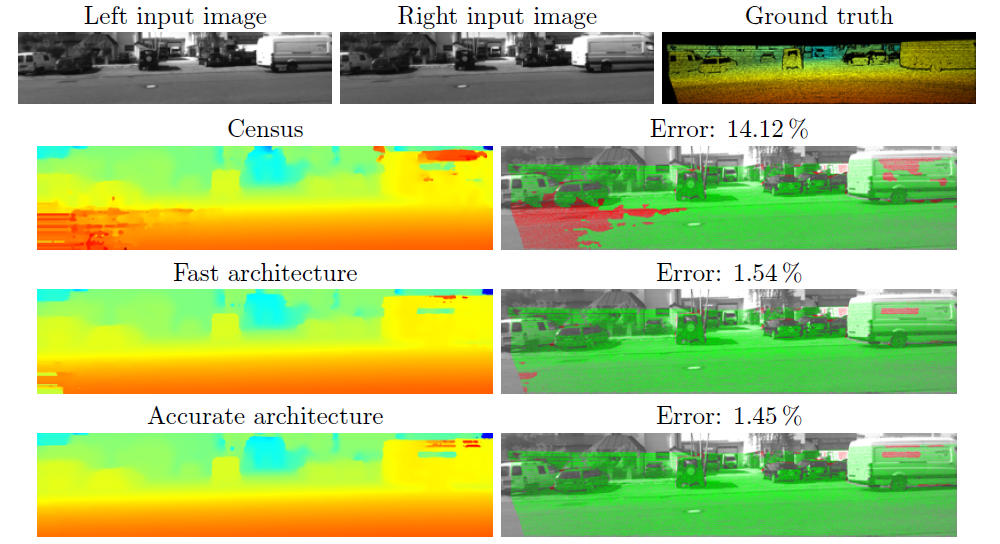 Left input image
Right input image
Ground truth
Census
Error: 14.12 %
Fast architecture
Error: 1.54 %
Accurate architecture
Error: 1.45 %